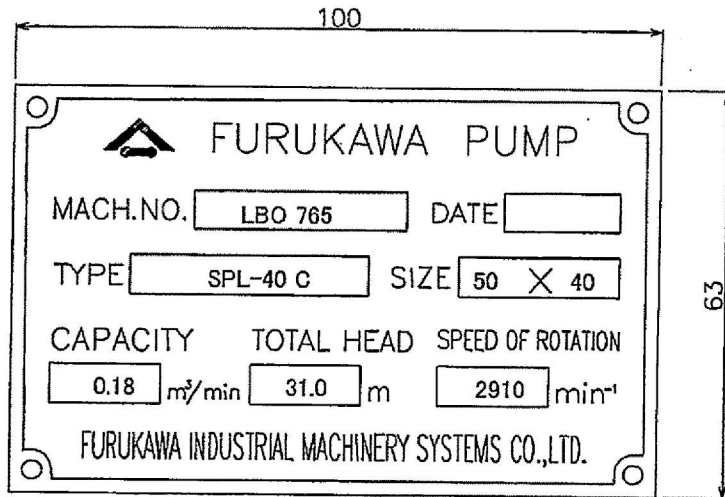 100
FURUKAWA PUMP
MACH.NO. LBO 765 DATE
TYPE SPL-40 C SIZE 50 X 40
CAPACITY TOTAL HEAD SPEED OF ROTATION
0.18 m³/min 31.0 m 2910 min⁻¹
FURUKAWA INDUSTRIAL MACHINERY SYSTEMS CO.,LTD.
63